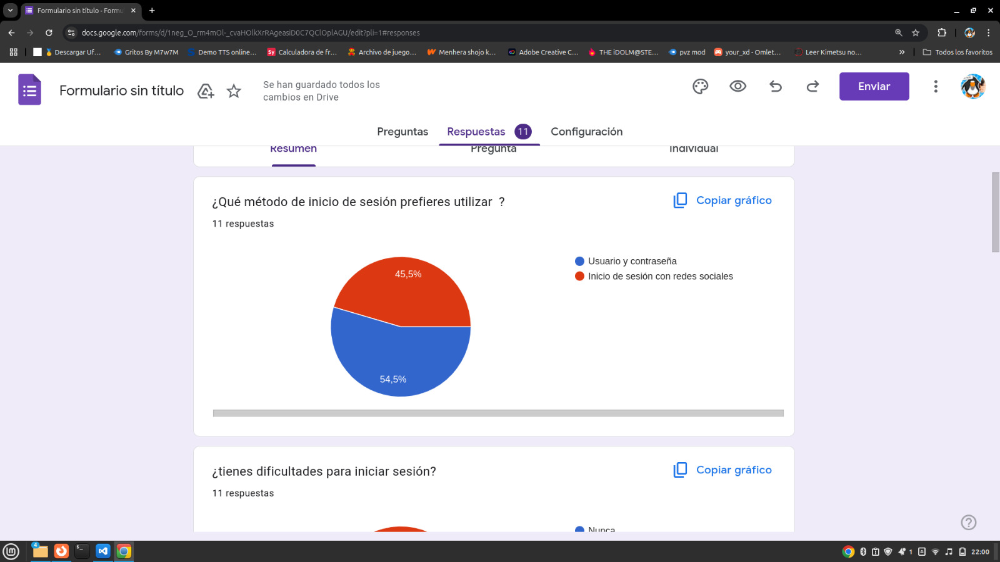 Formulario sin título - Formu
docs.google.com/forms/d/1neg_O_rm4mOl-_cvaHOlkXrRAgeasiD0C7QClOplAGU/edit?pli=1#responses
Descargar Uf...
Gritos By M7w7M
Demo TTS online...
Sy Calculadora de fr...
Archivo de juego...
Menhera shojo k...
Adobe Creative C...
THE iDOLM@STE...
pvz mod
your_xd - Omlet...
Leer Kimetsu no...
»
Todos los favoritos
Formulario sin título
Se han guardado todos los
cambios en Drive
Enviar
Preguntas
Respuestas 11
Configuración
Resumen
Pregunta
Individual
¿Qué método de inicio de sesión prefieres utilizar  ?
Copiar gráfico
11 respuestas
45,5%
54,5%
Usuario y contraseña
Inicio de sesión con redes sociales
¿tienes dificultades para iniciar sesión?
Copiar gráfico
11 respuestas
Nunca
4
1
22:00